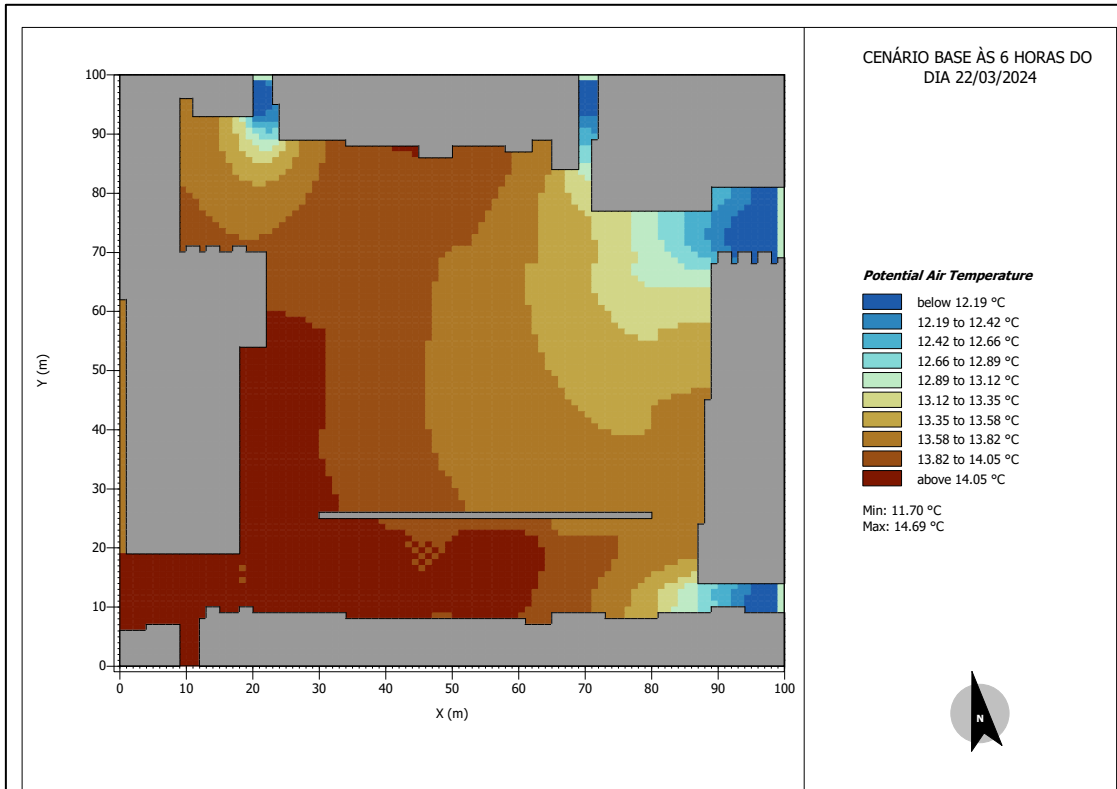 CENÁRIO BASE ÀS 6 HORAS DO
DIA 22/03/2024
100
90
80
70
60
50
40
30
20
10
0
Y (m)
0 10 20 30 40 50 60 70 80 90 100
X (m)
Potential Air Temperature
below 12.19 °C
12.19 to 12.42 °C
12.42 to 12.66 °C
12.66 to 12.89 °C
12.89 to 13.12 °C
13.12 to 13.35 °C
13.35 to 13.58 °C
13.58 to 13.82 °C
13.82 to 14.05 °C
above 14.05 °C
Min: 11.70 °C
Max: 14.69 °C
N